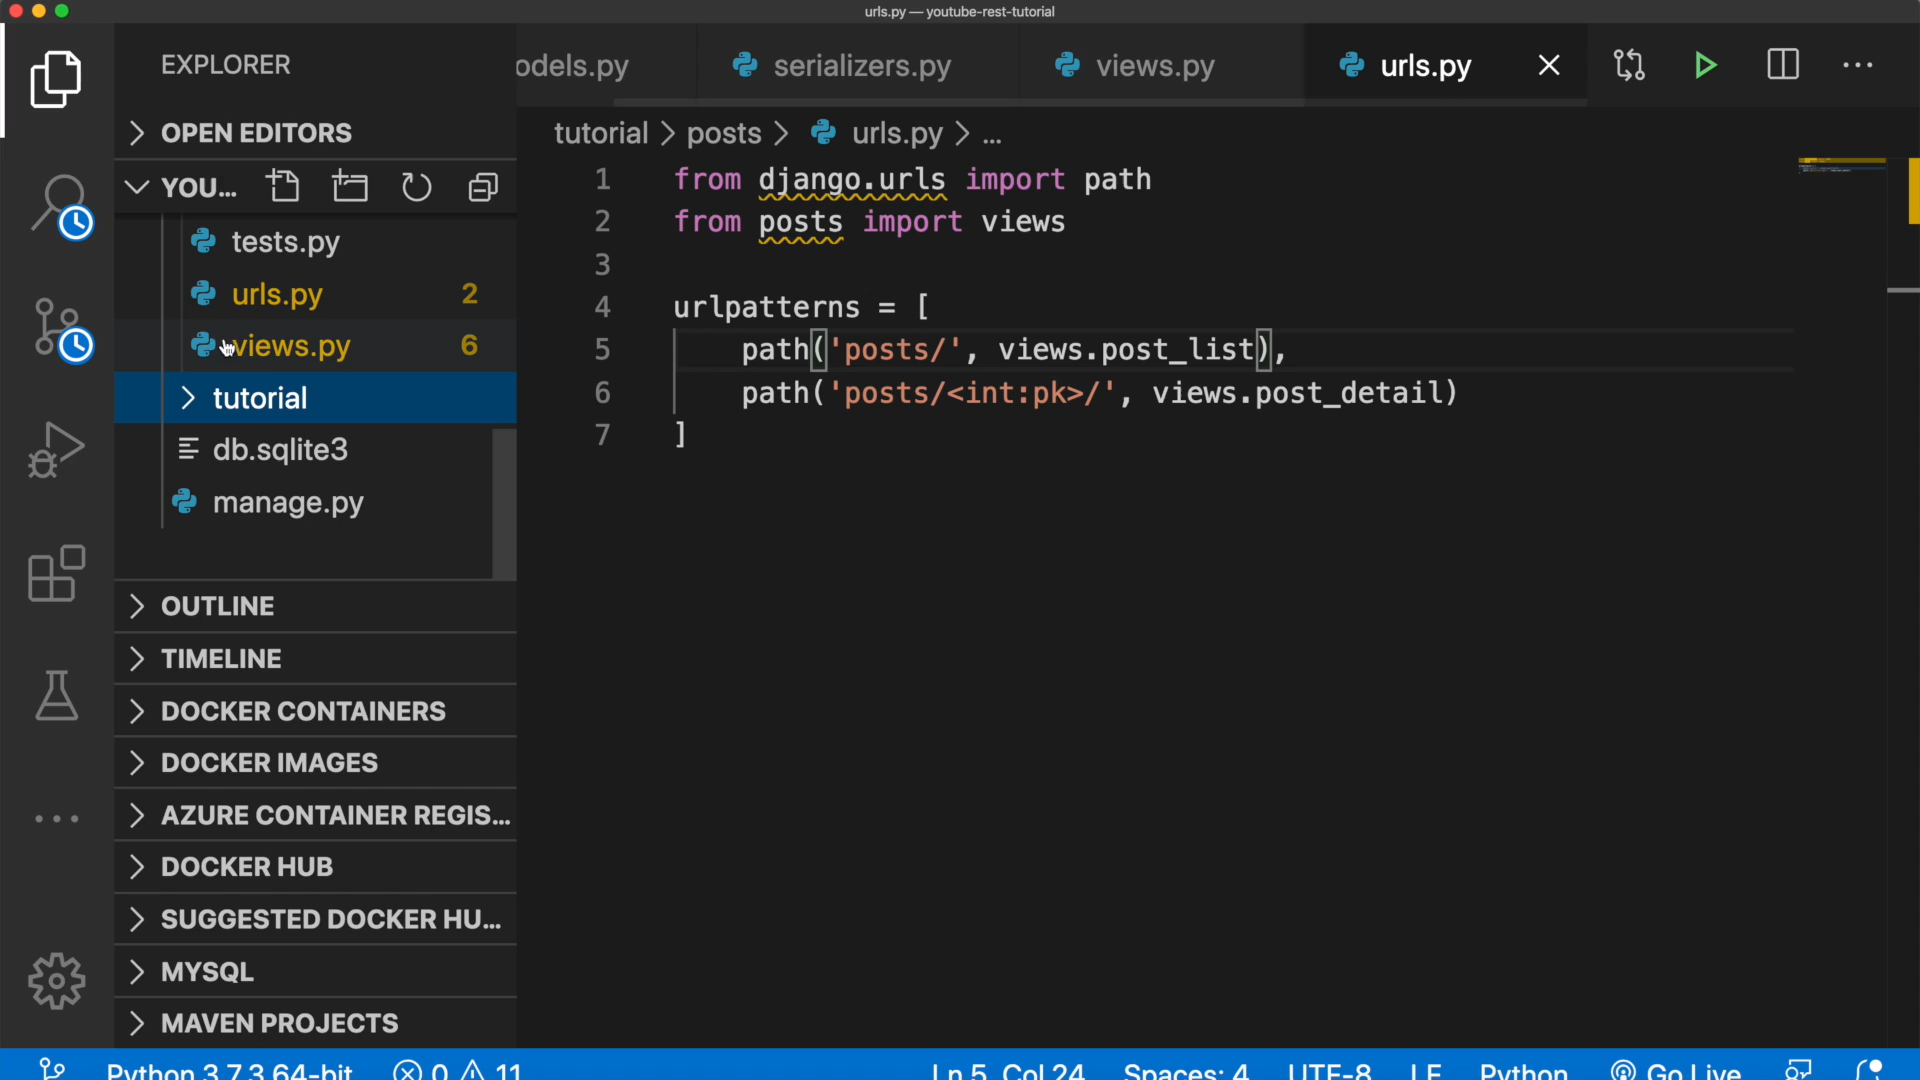 urls.py — youtube-rest-tutorial
EXPLORER
odels.py
serializers.py
views.py
urls.py
OPEN EDITORS
tutorial > posts > urls.py > ...
YOU...
tests.py
urls.py 2
views.py 6
tutorial
db.sqlite3
manage.py
1 from django.urls import path
2 from posts import views
3
4 urlpatterns = [
5 path('posts/', views.post_list),
6 path('posts/<int:pk>/', views.post_detail)
7 ]
OUTLINE
TIMELINE
DOCKER CONTAINERS
DOCKER IMAGES
AZURE CONTAINER REGIS...
DOCKER HUB
SUGGESTED DOCKER HU...
MYSQL
MAVEN PROJECTS
Python 3.7.3 64-bit 0 11 Ln 5, Col 24 Spaces: 4 UTF-8 LF Python Go Live